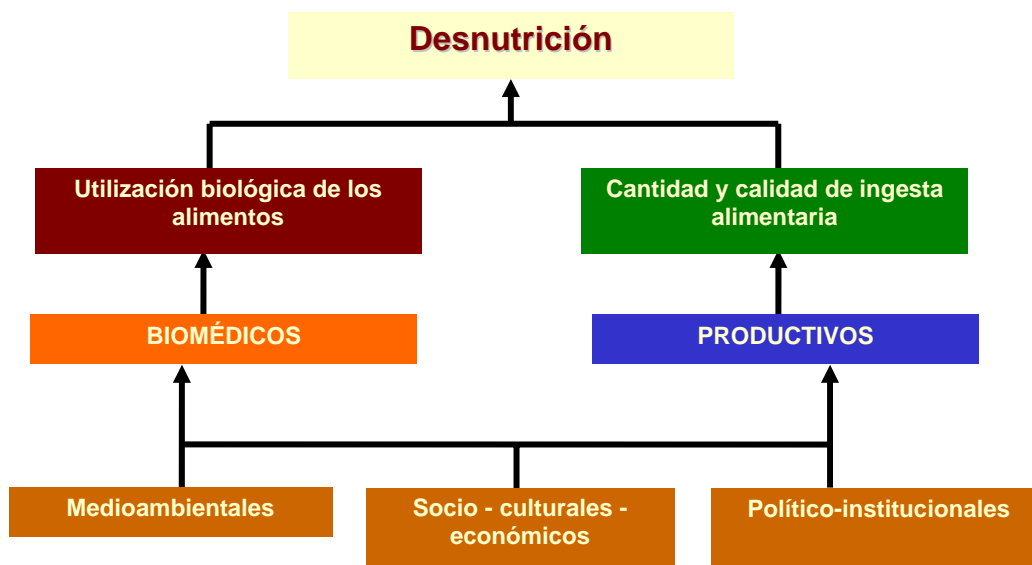 Desnutrición
Utilización biológica de los
alimentos
Cantidad y calidad de ingesta
alimentaria
BIOMÉDICOS
PRODUCTIVOS
Medioambientales
Socio - culturales -
económicos
Político-institucionales